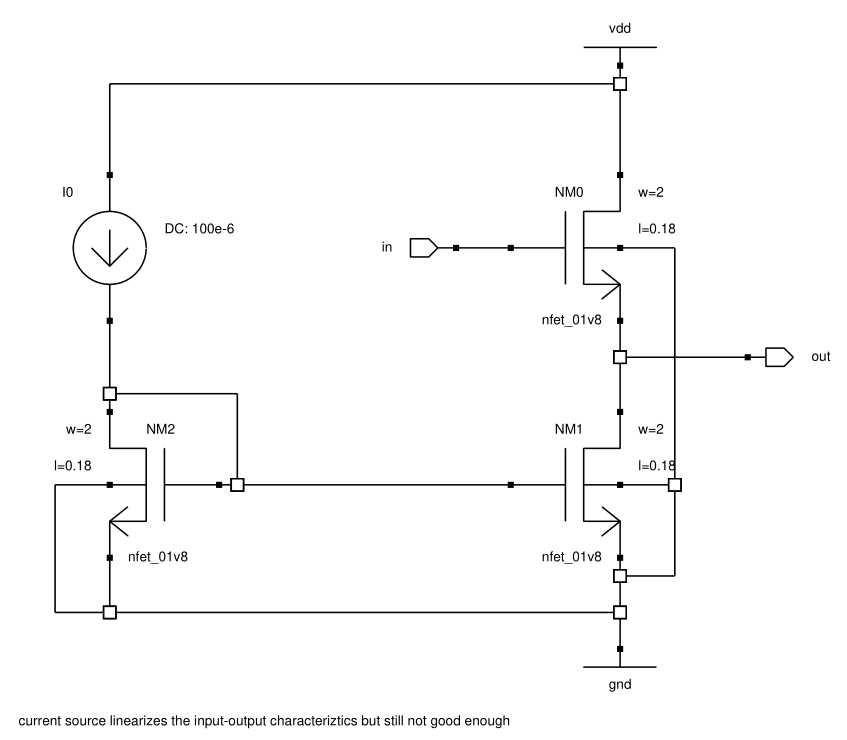 vdd
I0
NM0
w=2
DC: 100e-6
l=0.18
in
nfet_01v8
out
w=2
NM2
NM1
w=2
l=0.18
l=0.18
nfet_01v8
nfet_01v8
gnd
current source linearizes the input-output characteriztics but still not good enough